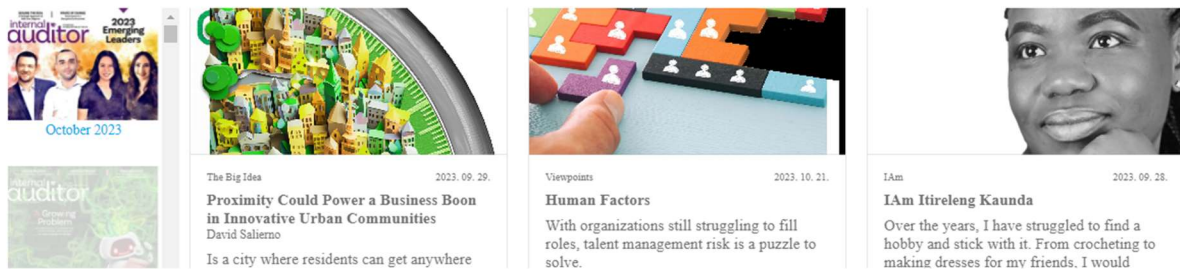 internal
auditor
2023
Emerging
Leaders
October 2023
internal
auditor
A Growing
Problem
The Big Idea
2023. 09. 29.
Proximity Could Power a Business Boon
in Innovative Urban Communities
David Salierno
Is a city where residents can get anywhere
Viewpoints
2023. 10. 21.
Human Factors
With organizations still struggling to fill
roles, talent management risk is a puzzle to
solve.
IAm
2023. 09. 28.
IAm Itireleng Kaunda
Over the years, I have struggled to find a
hobby and stick with it. From crocheting to
making dresses for my friends, I would